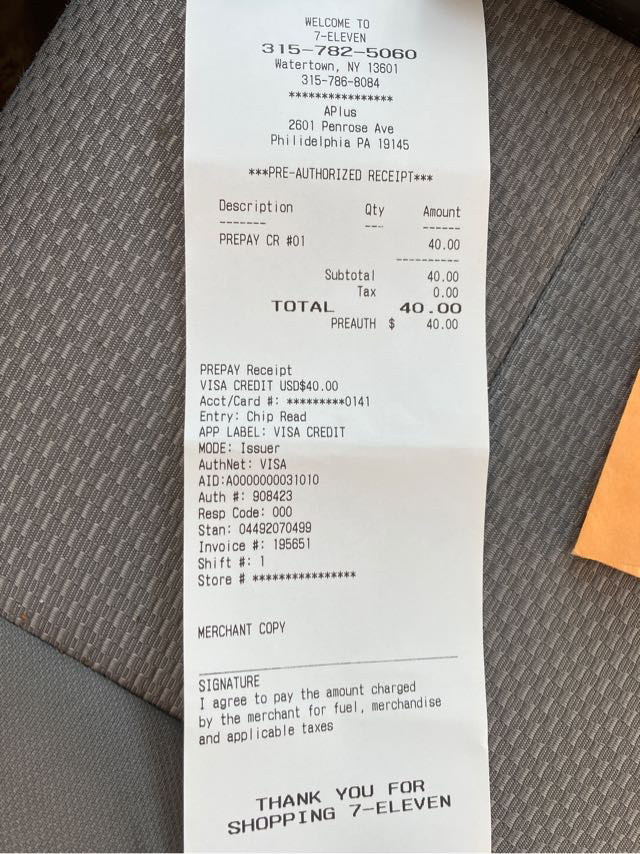 WELCOME TO
7-ELEVEN
315-782-5060
Watertown, NY 13601
315-786-8084
****************
APlus
2601 Penrose Ave
Philidelphia PA 19145
***PRE-AUTHORIZED RECEIPT***
Description Qty Amount
------- --- ------
PREPAY CR #01 40.00
----------
Subtotal 40.00
Tax 0.00
TOTAL 40.00
PREAUTH $ 40.00
PREPAY Receipt
VISA CREDIT USD$40.00
Acct/Card #: *********0141
Entry: Chip Read
APP LABEL: VISA CREDIT
MODE: Issuer
AuthNet: VISA
AID:A0000000031010
Auth #: 908423
Resp Code: 000
Stan: 04492070499
Invoice #: 195651
Shift #: 1
Store # ****************
MERCHANT COPY
SIGNATURE
I agree to pay the amount charged
by the merchant for fuel, merchandise
and applicable taxes
THANK YOU FOR
SHOPPING 7-ELEVEN